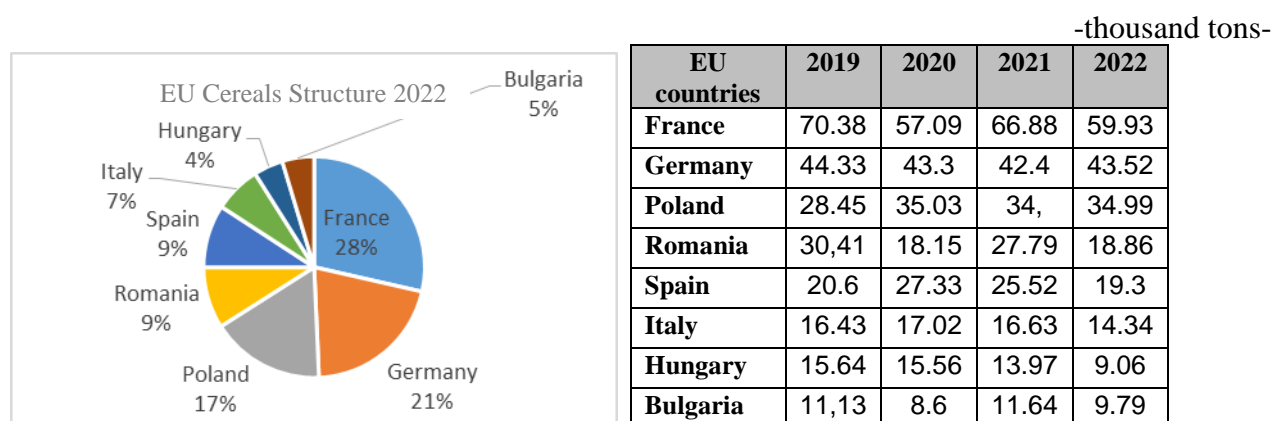 -thousand tons-
EU Cereals Structure 2022
Bulgaria
5%
Hungary
4%
Italy
7%
Spain
9%
France
28%
Romania
9%
Poland
17%
Germany
21%
EU countries 2019 2020 2021 2022
France 70.38 57.09 66.88 59.93
Germany 44.33 43.3 42.4 43.52
Poland 28.45 35.03 34, 34.99
Romania 30,41 18.15 27.79 18.86
Spain 20.6 27.33 25.52 19.3
Italy 16.43 17.02 16.63 14.34
Hungary 15.64 15.56 13.97 9.06
Bulgaria 11,13 8.6 11.64 9.79